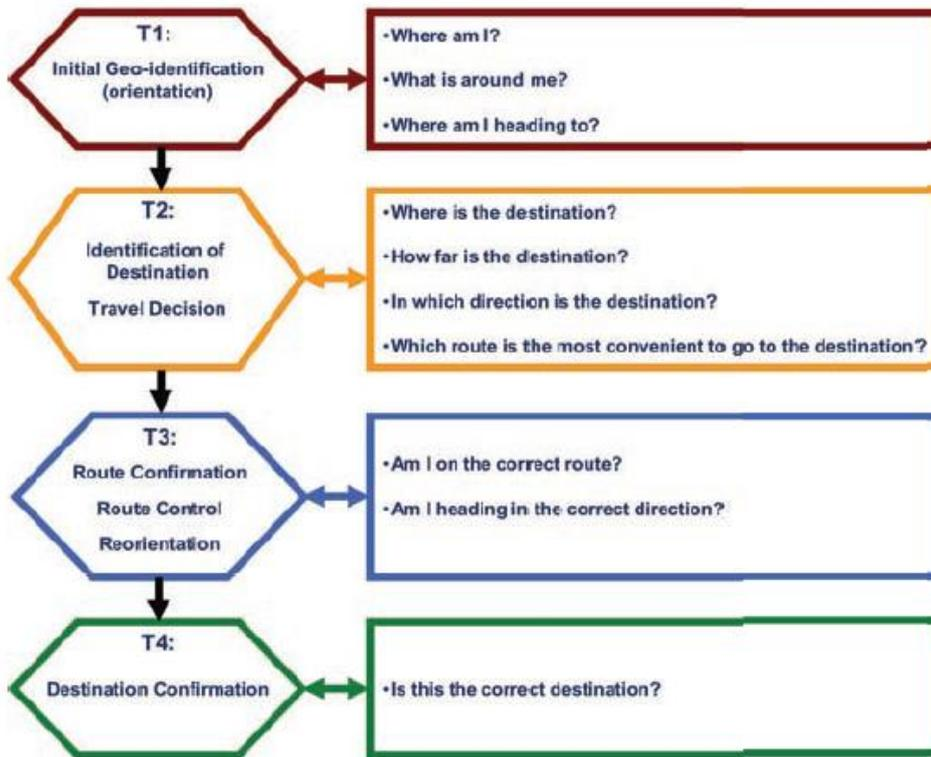 T1:
Initial Geo-identification
(orientation)
•Where am I?
•What is around me?
•Where am I heading to?
T2:
Identification of
Destination
Travel Decision
•Where is the destination?
•How far is the destination?
•In which direction is the destination?
•Which route is the most convenient to go to the destination?
T3:
Route Confirmation
Route Control
Reorientation
•Am I on the correct route?
•Am I heading in the correct direction?
T4:
Destination Confirmation
•Is this the correct destination?